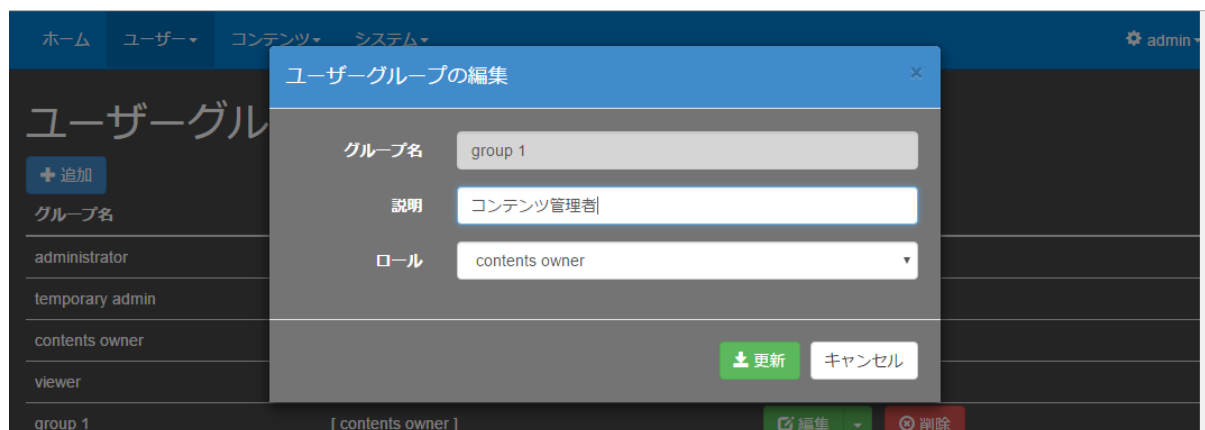 ホーム ユーザー コンテンツ システム admin
ユーザーグループの編集 ×
ユーザーグル
グループ名 group 1
追加
説明 コンテンツ管理者
グループ名
administrator
ロール contents owner
temporary admin
contents owner
更新 キャンセル
viewer
group 1 [ contents owner ] 編集 削除